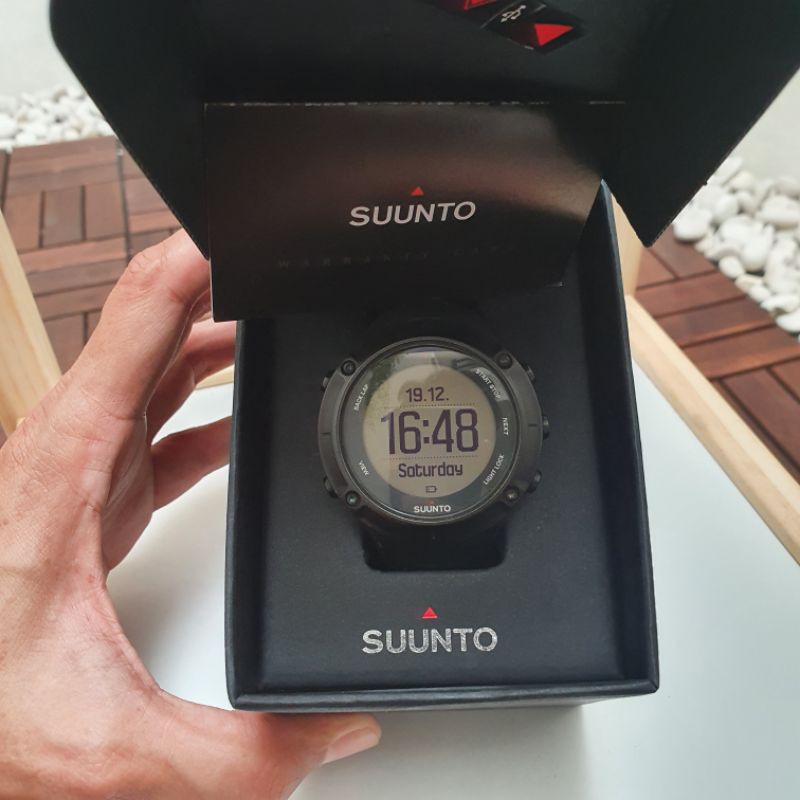 SUUNTO
WARRANTY CARD
BACK LAP
START STOP
19.12.
16:48
NEXT
Saturday
VIEW
LIGHT LOCK
SUUNTO
SUUNTO